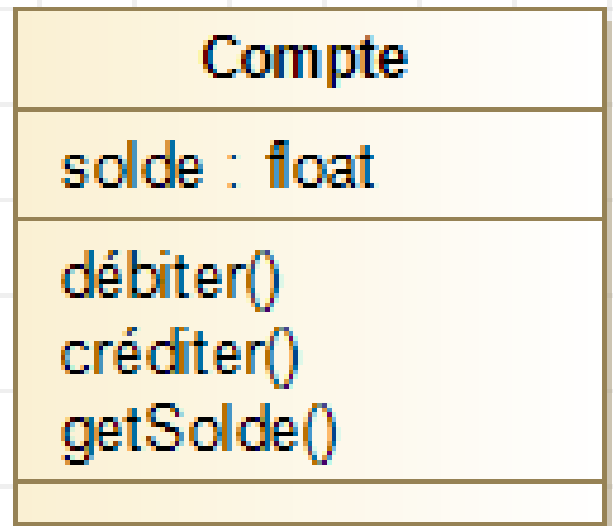 Compte
solde : float
débiter()
créditer()
getSolde()